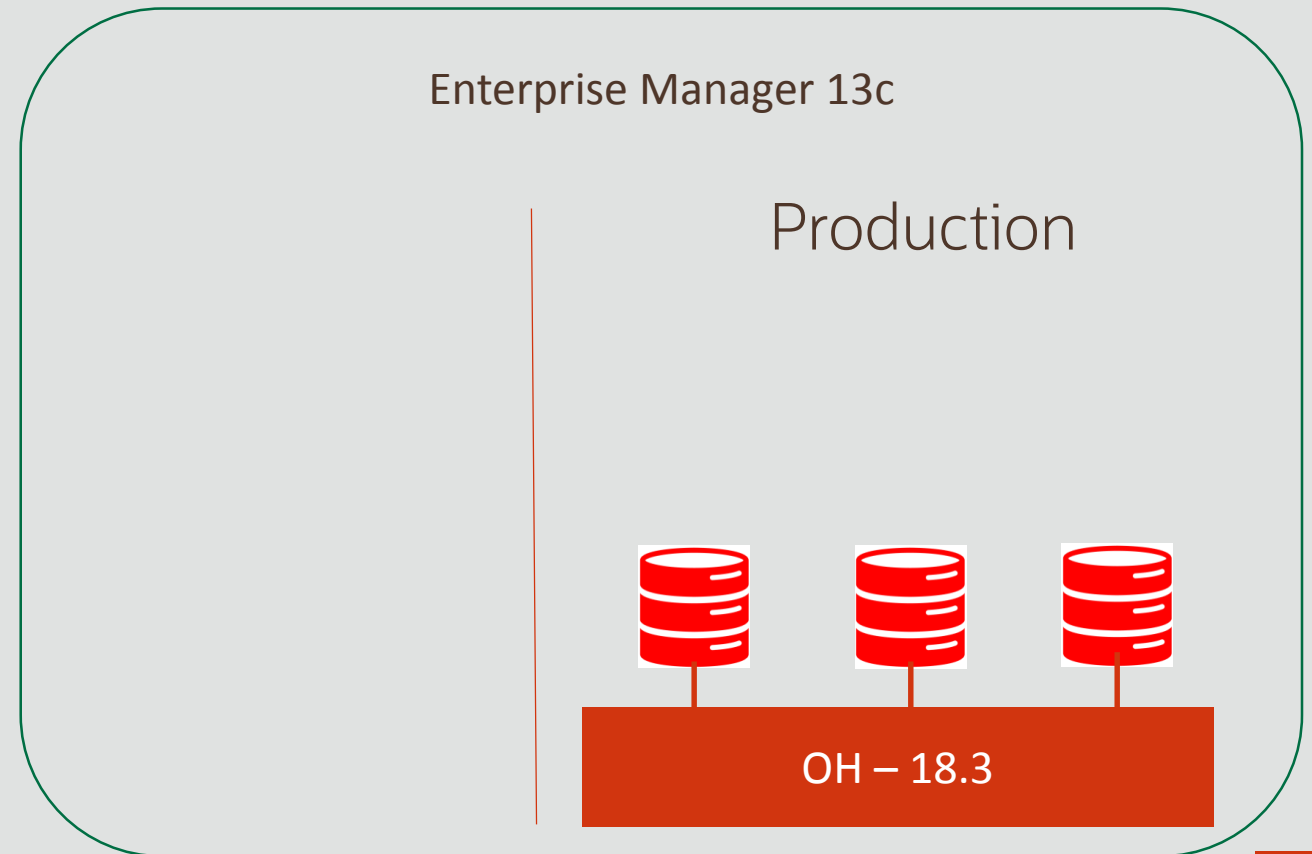 Enterprise Manager 13c
Production
OH – 18.3